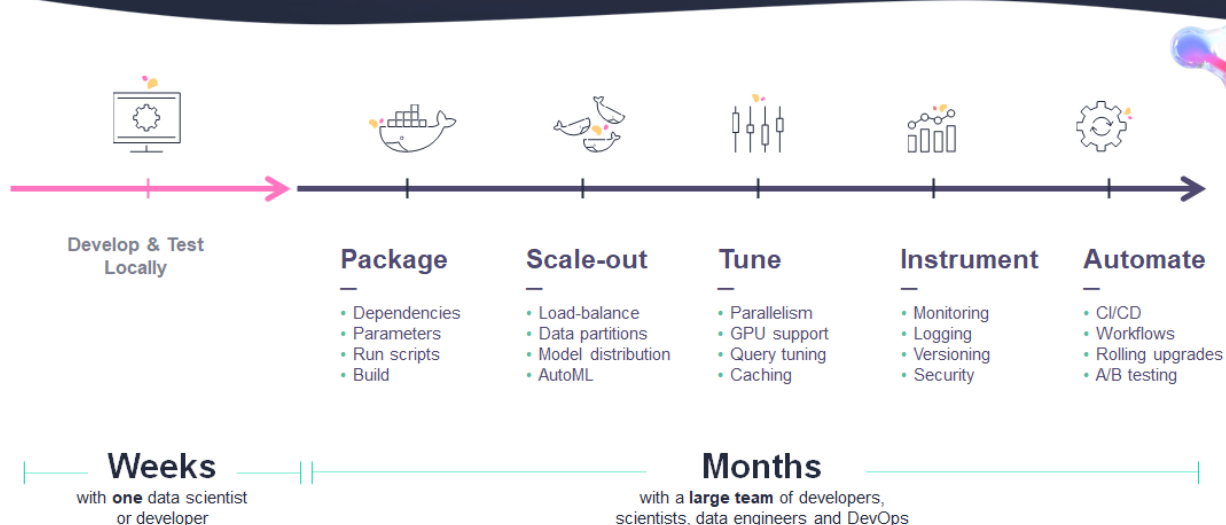 Develop & Test
Locally
Package
• Dependencies
• Parameters
• Run scripts
• Build
Scale-out
• Load-balance
• Data partitions
• Model distribution
• AutoML
Tune
• Parallelism
• GPU support
• Query tuning
• Caching
Instrument
• Monitoring
• Logging
• Versioning
• Security
Automate
• CI/CD
• Workflows
• Rolling upgrades
• A/B testing
Weeks
with one data scientist
or developer
Months
with a large team of developers,
scientists, data engineers and DevOps